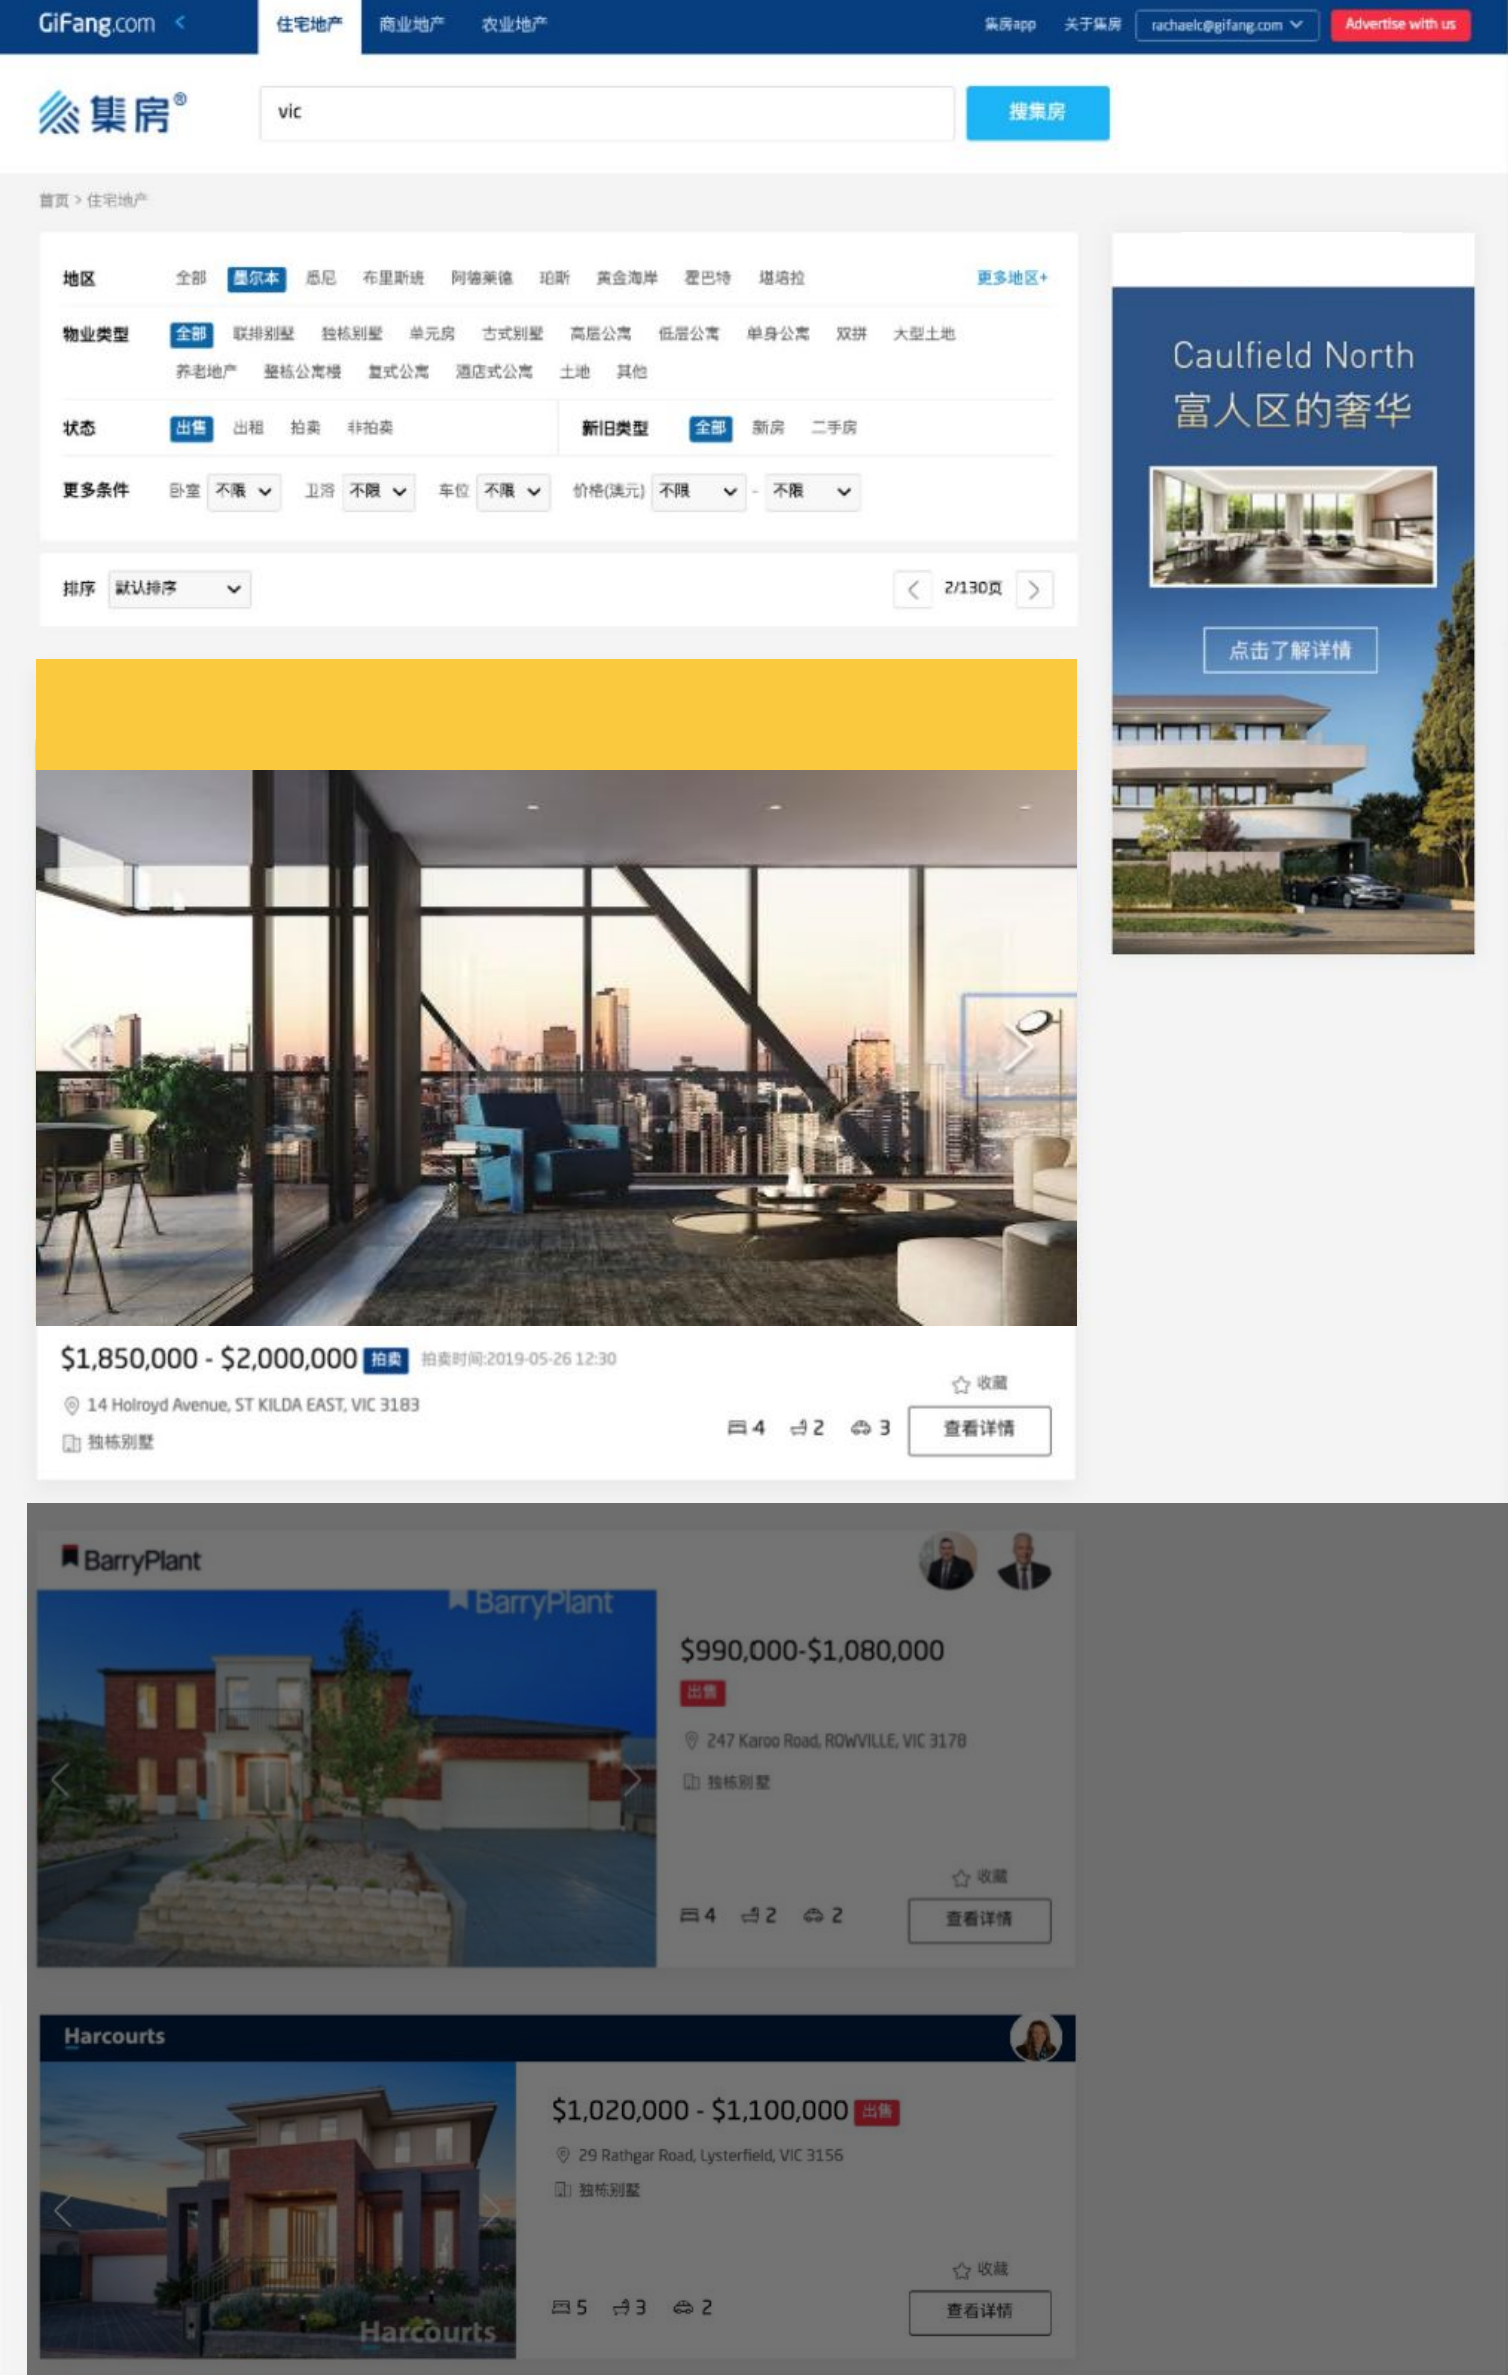 GiFang.com <
住宅地产
商业地产
农业地产
集房app
关于集房
rachaelc@gifang.com
Advertise with us
集房®
vic
搜集房
首页 > 住宅地产
地区 全部 墨尔本 悉尼 布里斯班 阿德莱德 珀斯 黄金海岸 霍巴特 堪培拉 更多地区+
物业类型 全部 联排别墅 独栋别墅 单元房 古式别墅 高层公寓 低层公寓 单身公寓 双拼 大型土地
养老地产 整栋公寓楼 复式公寓 酒店式公寓 土地 其他
状态 出售 出租 拍卖 非拍卖
新旧类型 全部 新房 二手房
更多条件 卧室 不限 卫浴 不限 车位 不限 价格(澳元) 不限 - 不限
排序 默认排序
2/130页
Caulfield North
富人区的奢华
点击了解详情
$1,850,000 - $2,000,000 拍卖 拍卖时间:2019-05-26 12:30
14 Holroyd Avenue, ST KILDA EAST, VIC 3183
独栋别墅
4 2 3
收藏
查看详情
BarryPlant
BarryPlant
$990,000-$1,080,000
出售
247 Karoo Road, ROWVILLE, VIC 3178
独栋别墅
收藏
4 2 2
查看详情
Harcourts
$1,020,000 - $1,100,000 出售
29 Rathgar Road, Lysterfield, VIC 3156
独栋别墅
收藏
5 3 2
查看详情
Harcourts